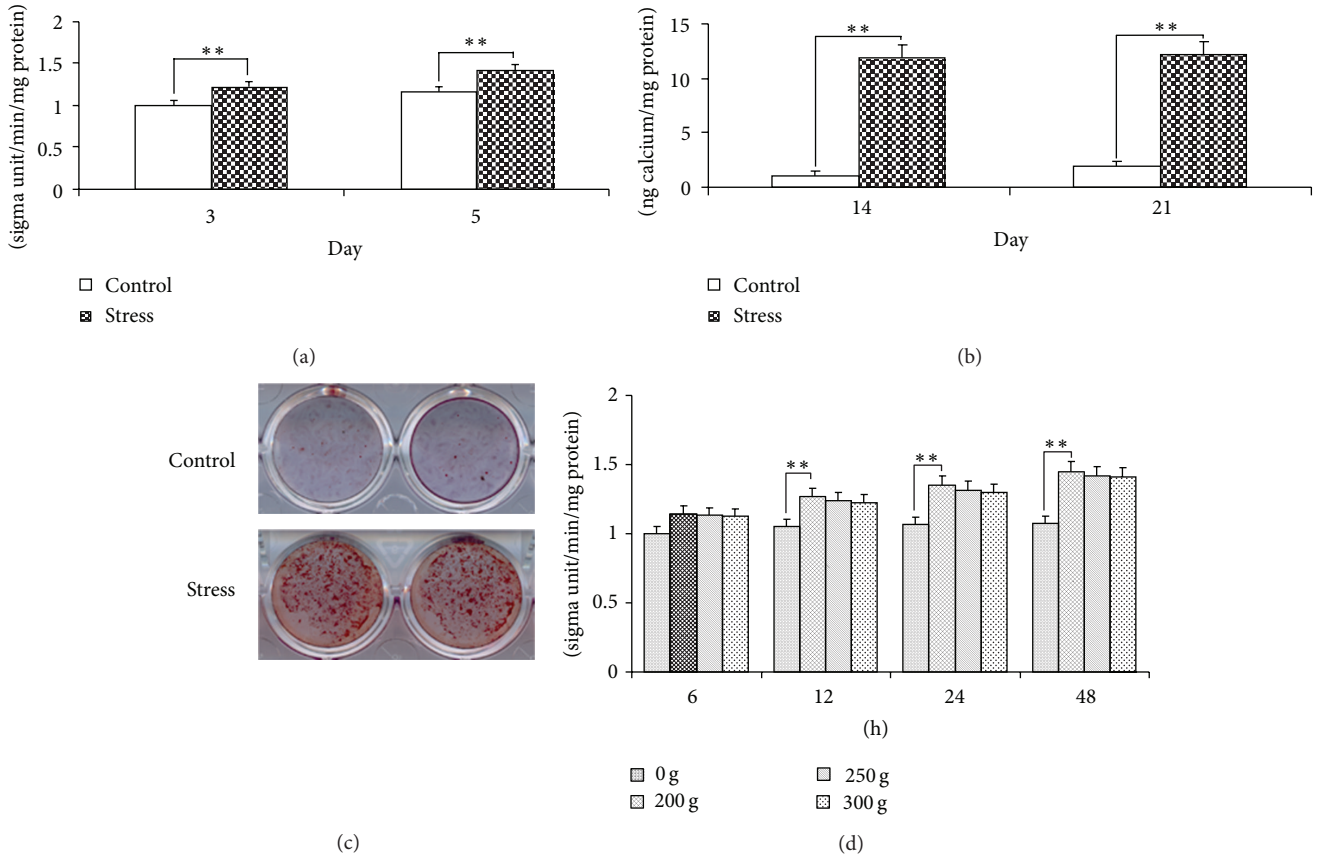 (sigma unit/min/mg protein)
2
1.5
1
0.5
0
**
**
3
5
Day
Control
Stress
(a)
(ng calcium/mg protein)
15
10
5
0
**
**
14
21
Day
Control
Stress
(b)
Control
Stress
(c)
(sigma unit/min/mg protein)
2
1.5
1
0.5
0
**
**
**
6
12
24
48
(h)
0 g
250 g
200 g
300 g
(d)